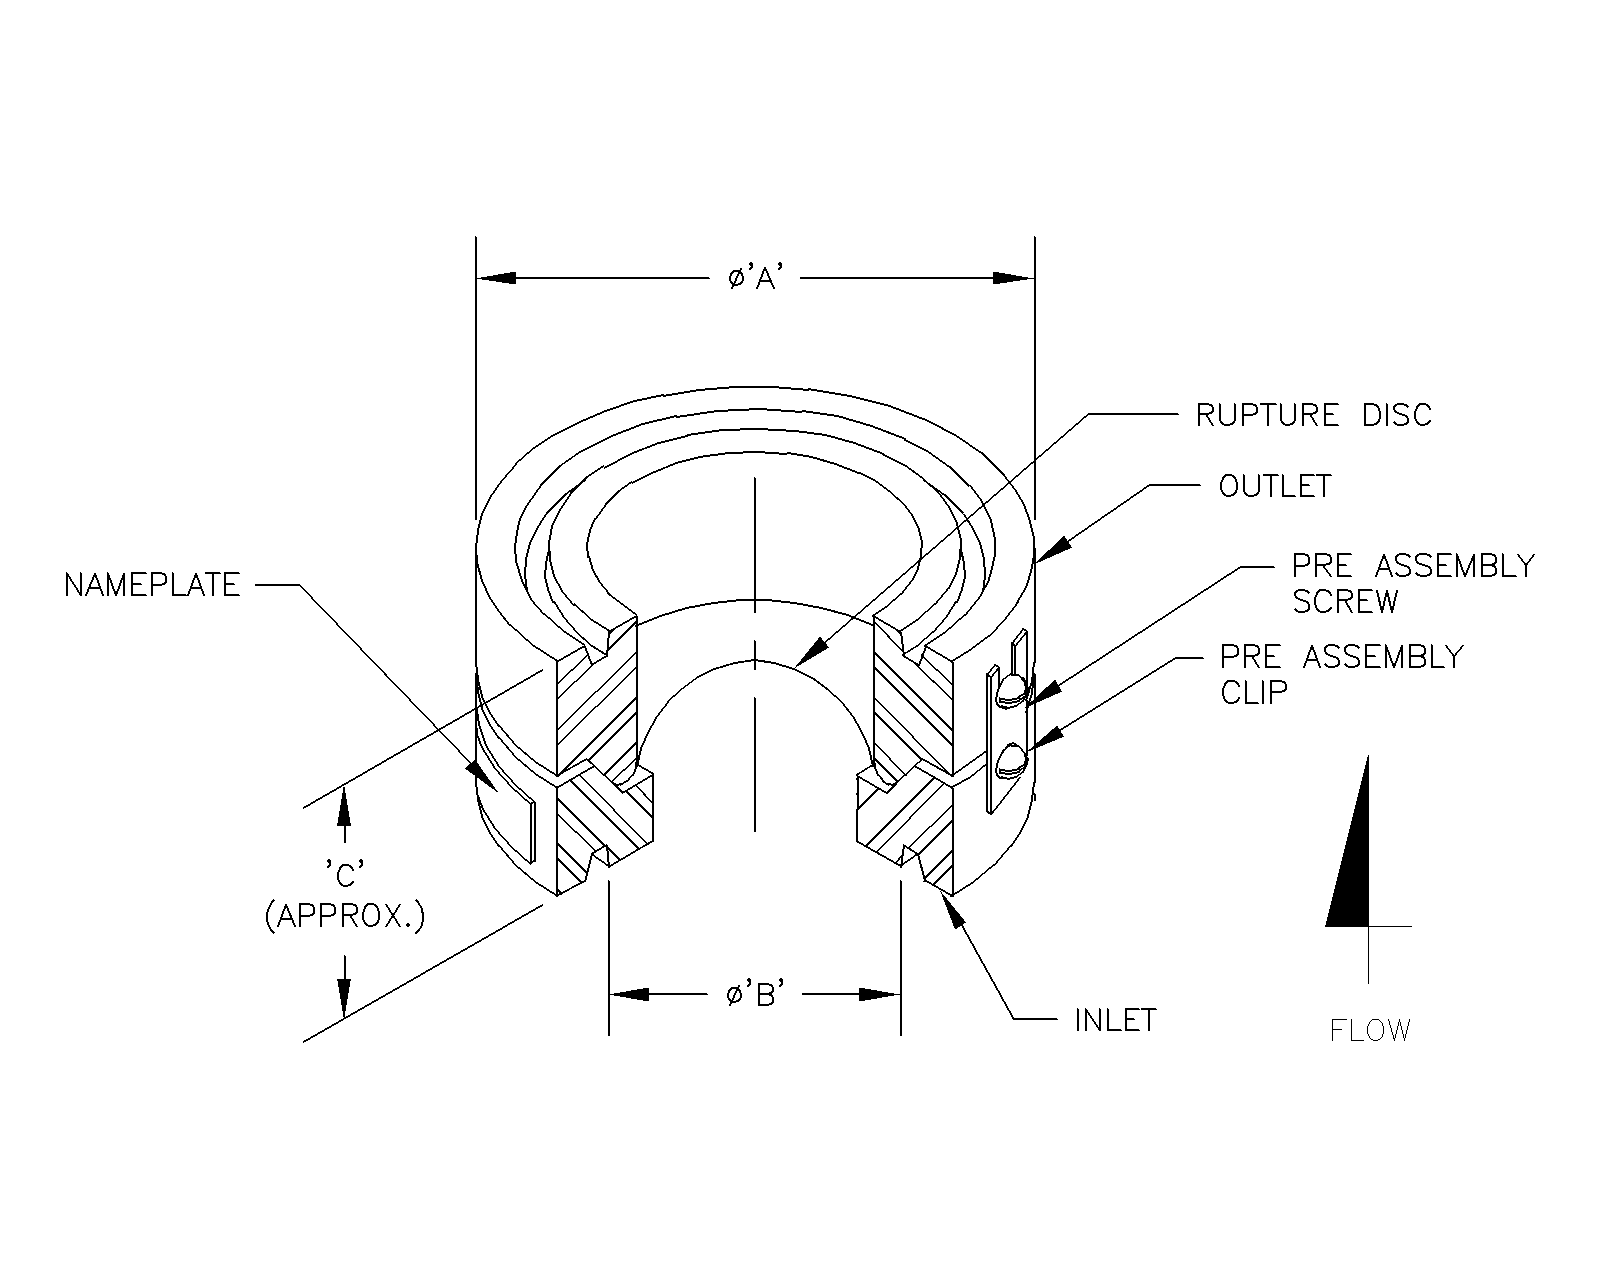 ø'A'
RUPTURE DISC
OUTLET
PRE ASSEMBLY
SCREW
NAMEPLATE
PRE ASSEMBLY
CLIP
'C'
(APPROX.)
ø'B'
INLET
FLOW